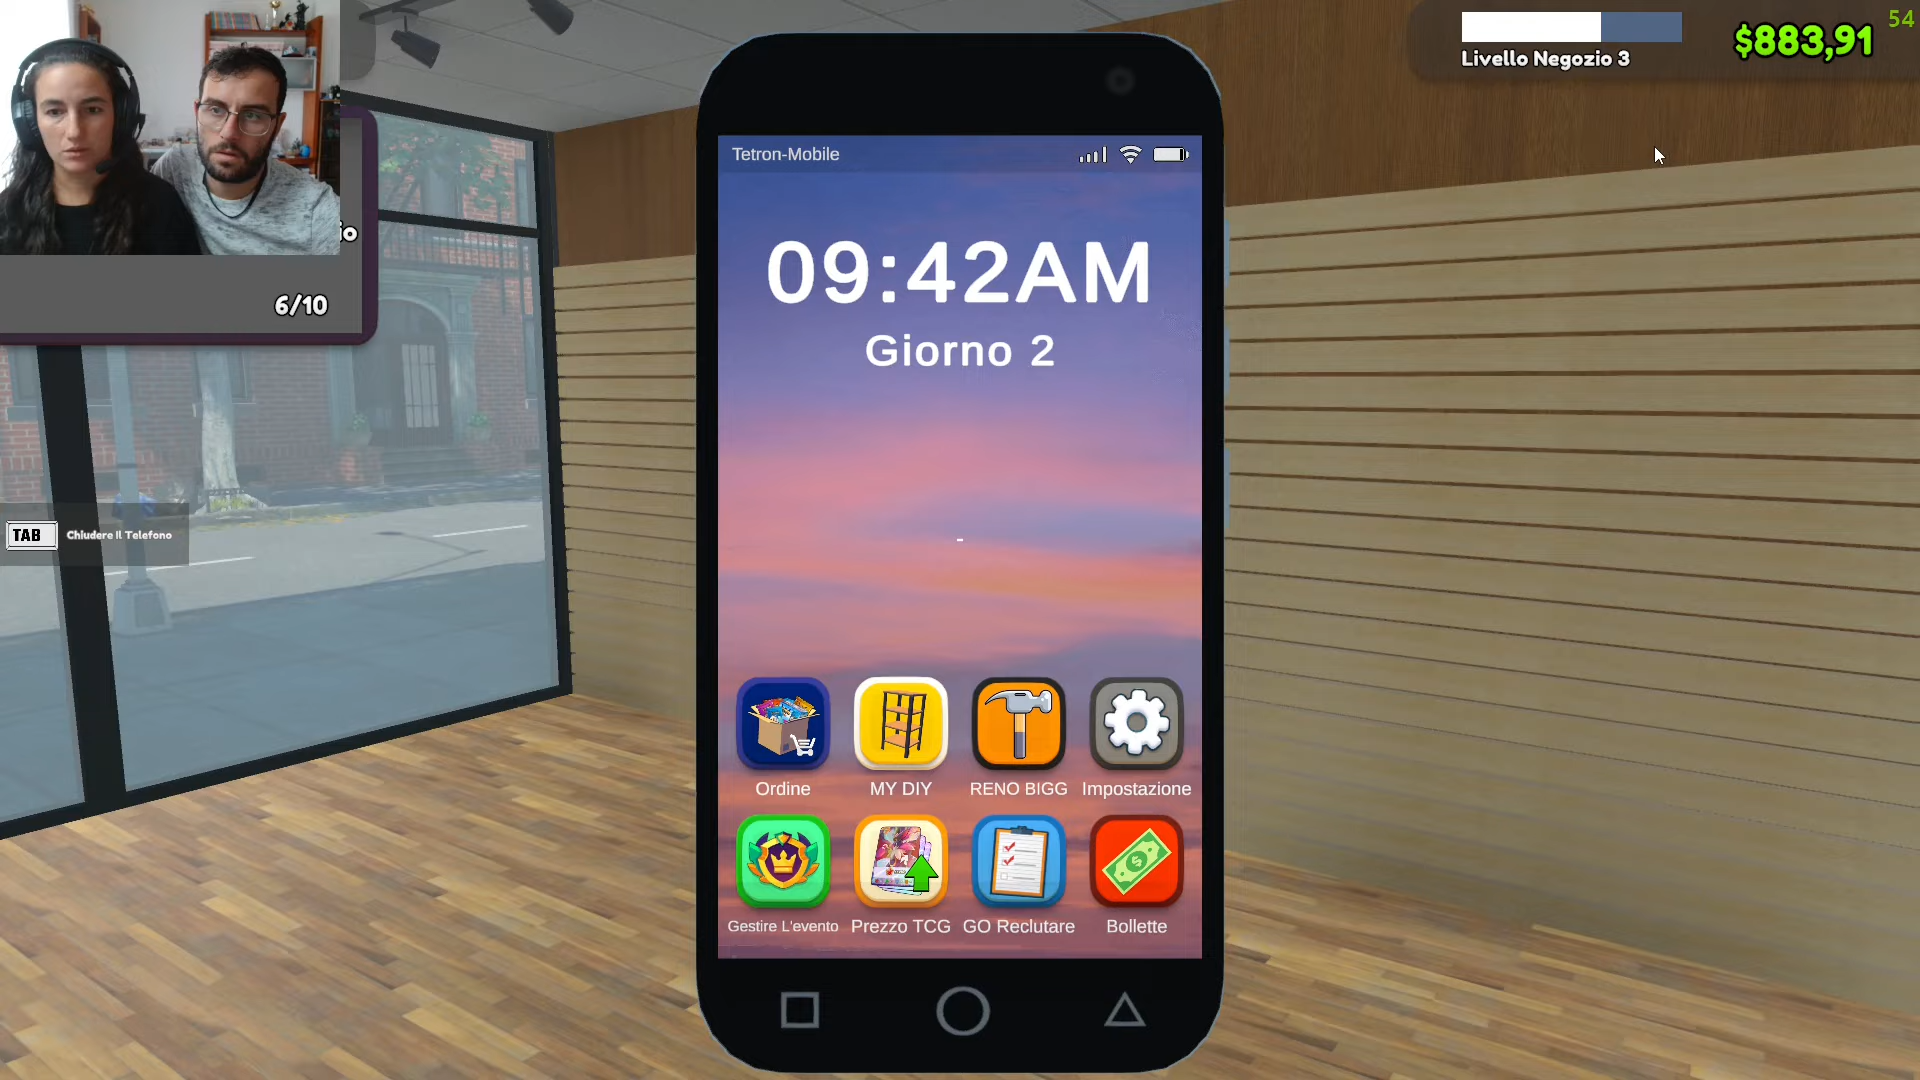 54
$883,91
Livello Negozio 3
Tetron-Mobile
09:42AM
Giorno 2
io
6/10
TAB
Chiudere Il Telefono
Ordine
MY DIY
RENO BIGG
Impostazione
Gestire L'evento
Prezzo TCG
GO Reclutare
Bollette